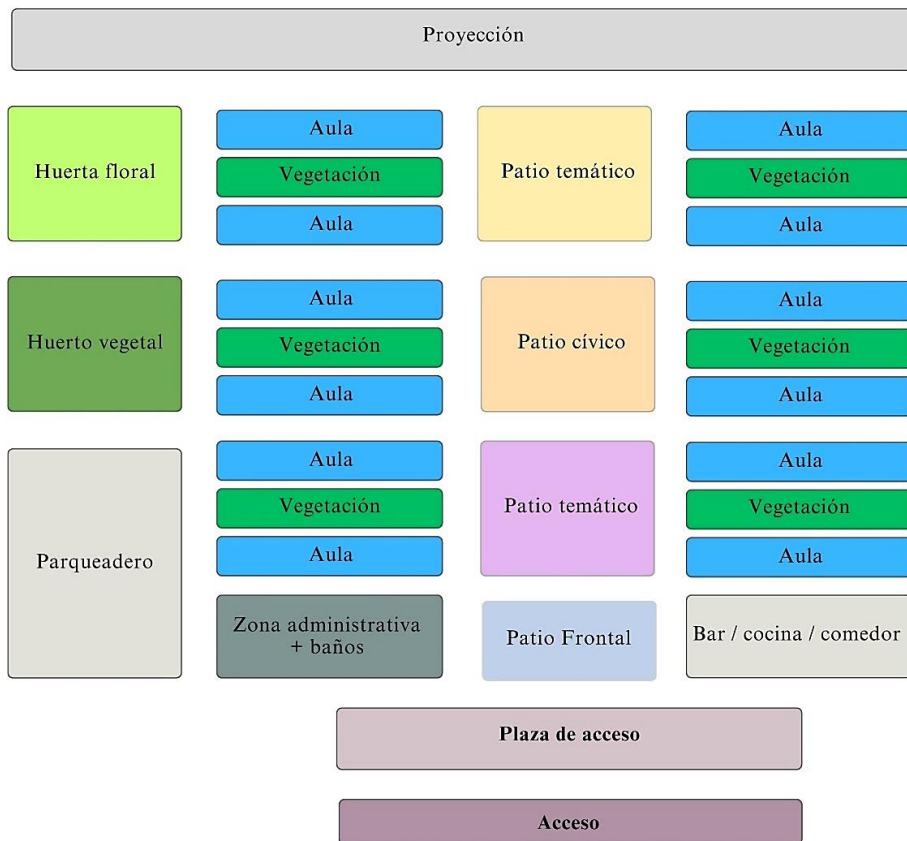 Proyección
Huerta floral
Aula
Vegetación
Aula
Patio temático
Aula
Vegetación
Aula
Huerto vegetal
Aula
Vegetación
Aula
Patio cívico
Aula
Vegetación
Aula
Parqueadero
Aula
Vegetación
Aula
Patio temático
Aula
Vegetación
Aula
Zona administrativa
+ baños
Patio Frontal
Bar / cocina / comedor
Plaza de acceso
Acceso